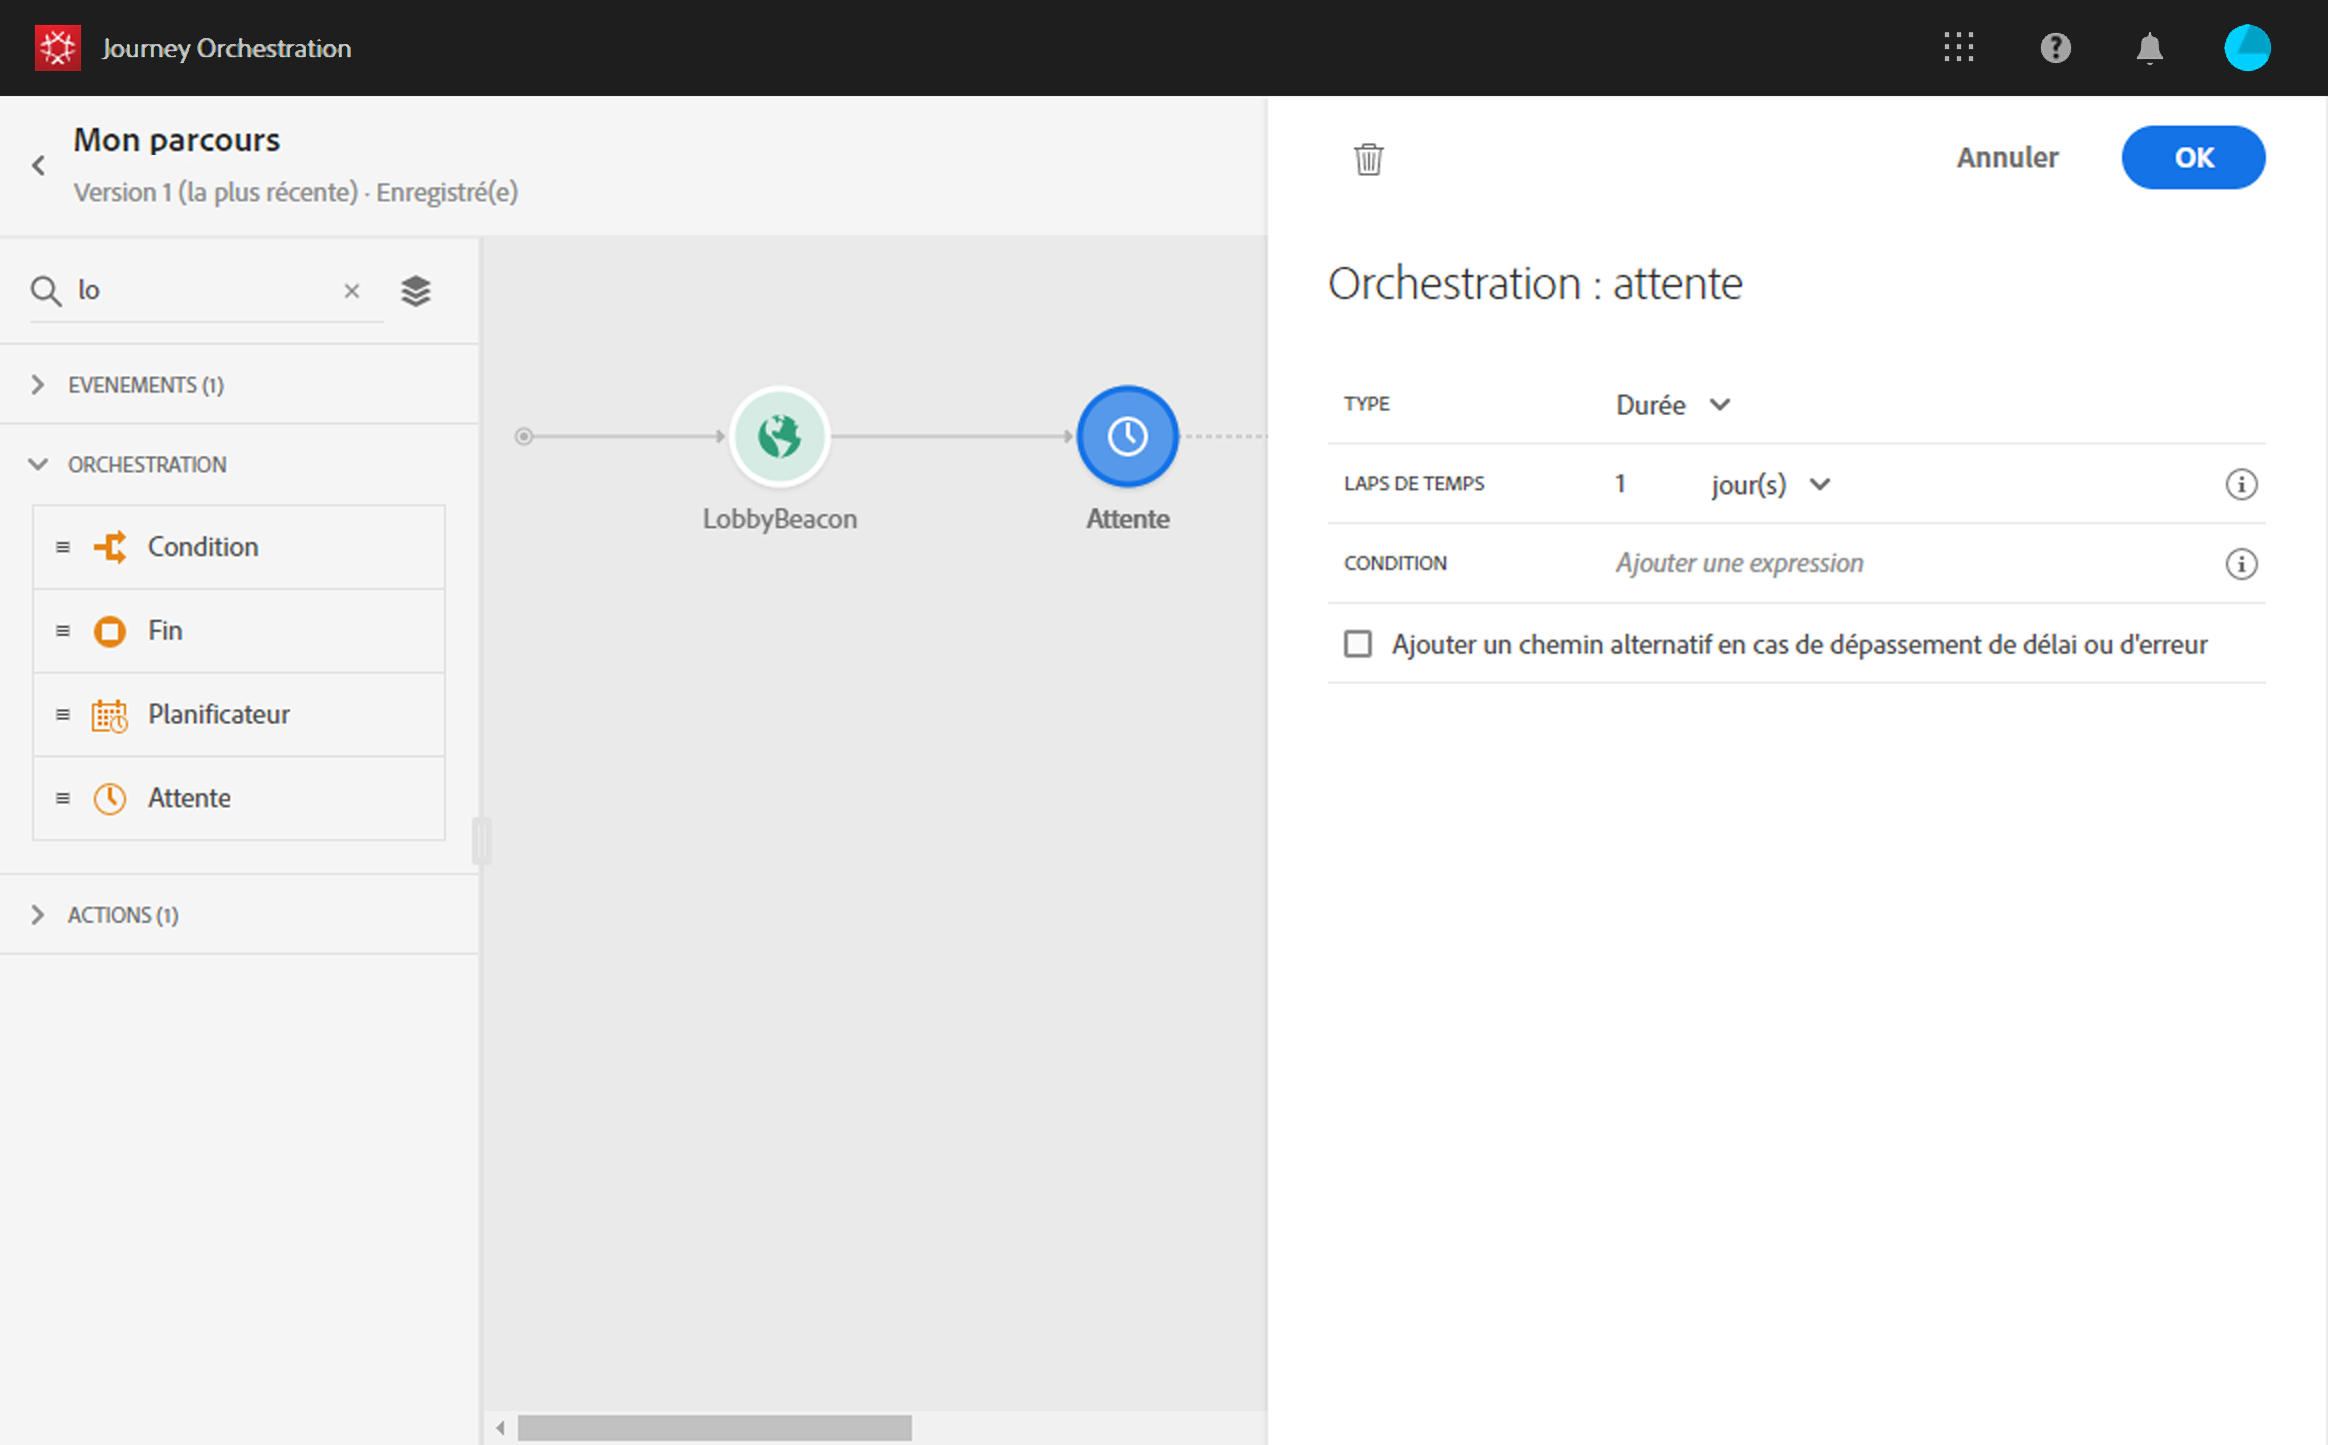 Journey Orchestration
Mon parcours
Version 1 (la plus récente) · Enregistré(e)
Annuler
OK
lo
EVENEMENTS (1)
ORCHESTRATION
Condition
Fin
Planificateur
Attente
ACTIONS (1)
LobbyBeacon
Attente
Orchestration : attente
TYPE
Durée
LAPS DE TEMPS
1
jour(s)
CONDITION
Ajouter une expression
Ajouter un chemin alternatif en cas de dépassement de délai ou d'erreur